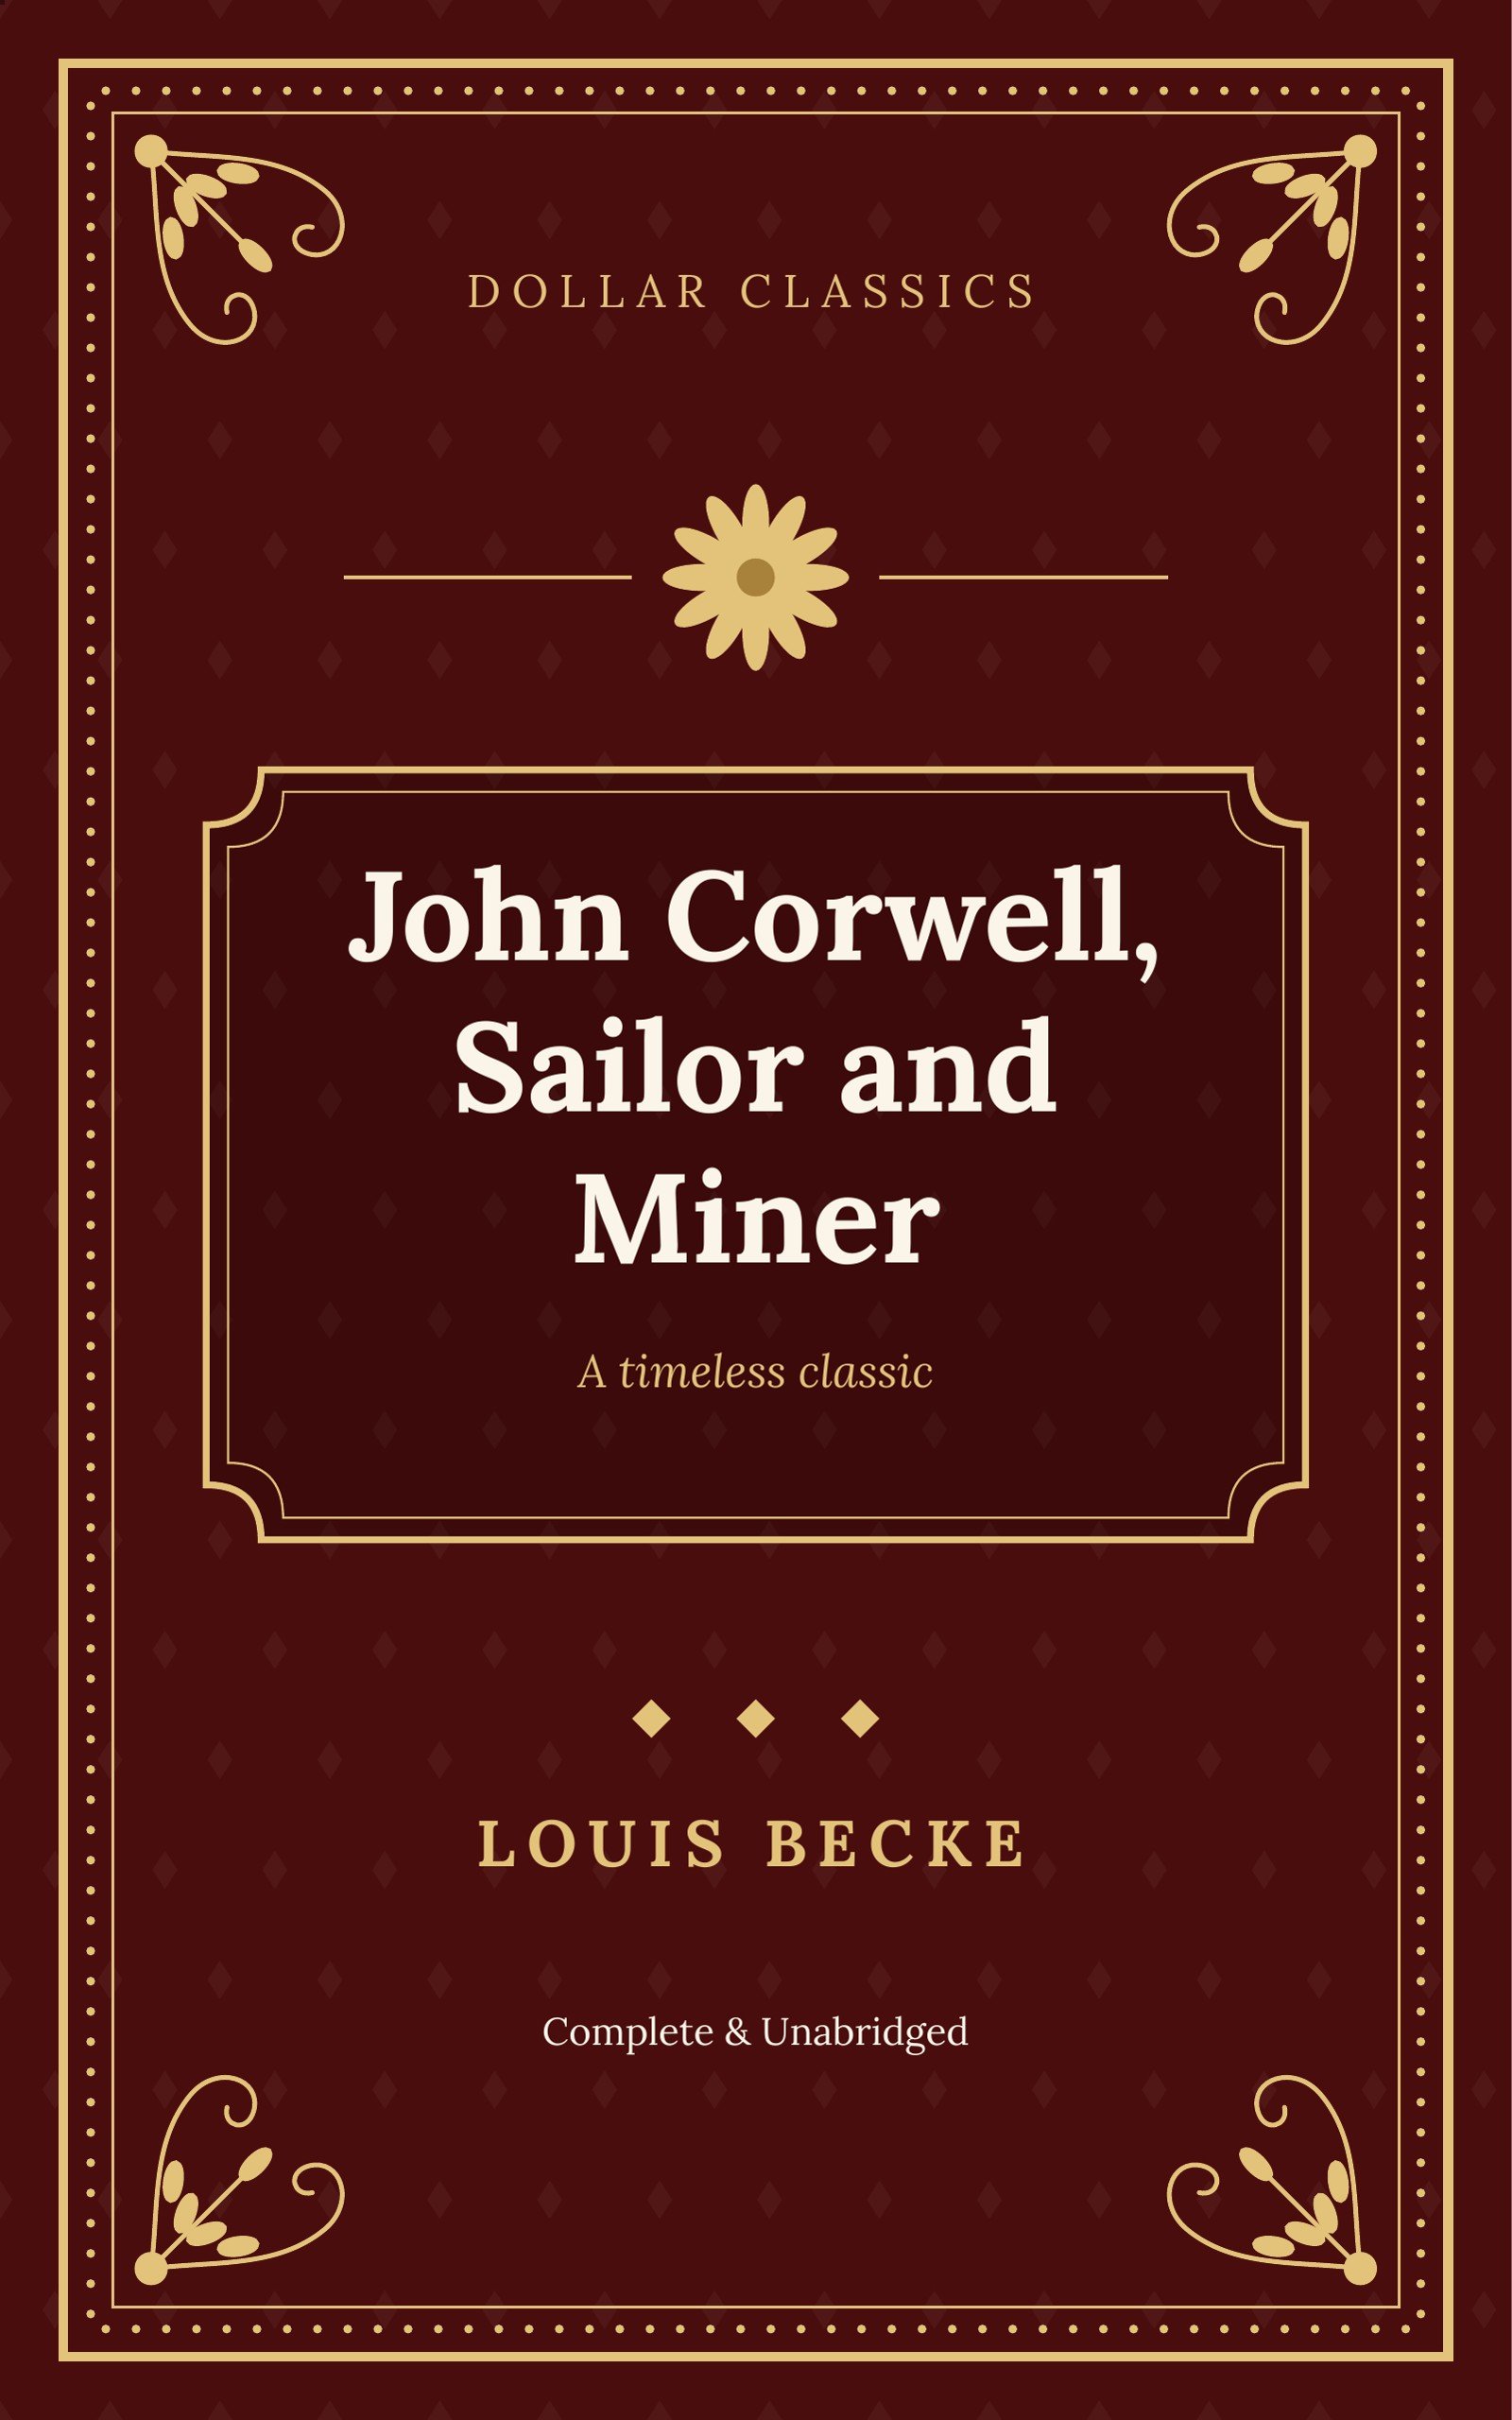 DOLLAR CLASSICS
John Corwell,
Sailor and
Miner
A timeless classic
LOUIS BECKE
Complete & Unabridged